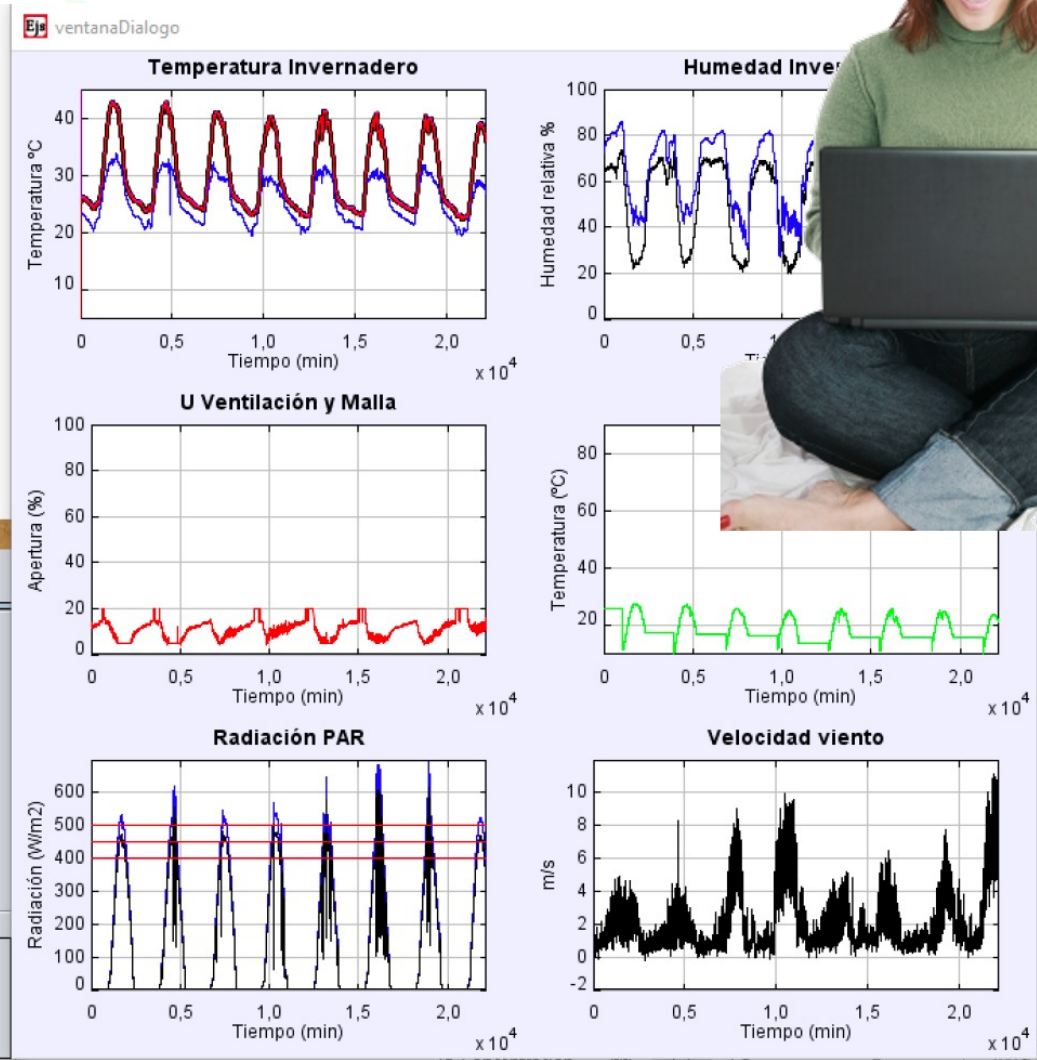 Ejs ventanaDialogo
Temperatura Invernadero
Temperatura ºC
40
30
20
10
0 0,5 1,0 1,5 2,0
Tiempo (min)
x 10^4
Humedad
Humedad relativa %
100
80
60
40
20
0
0 0,5
U Ventilación y Malla
Apertura (%)
100
80
60
40
20
0
0 0,5 1,0 1,5 2,0
Tiempo (min)
x 10^4
Temperatura (ºC)
80
60
40
20
0 0,5 1,0 1,5 2,0
Tiempo (min)
x 10^4
Radiación PAR
Radiación (W/m2)
600
500
400
300
200
100
0
0 0,5 1,0 1,5 2,0
Tiempo (min)
x 10^4
Velocidad viento
m/s
10
8
6
4
2
0
-2
0 0,5 1,0 1,5 2,0
Tiempo (min)
x 10^4